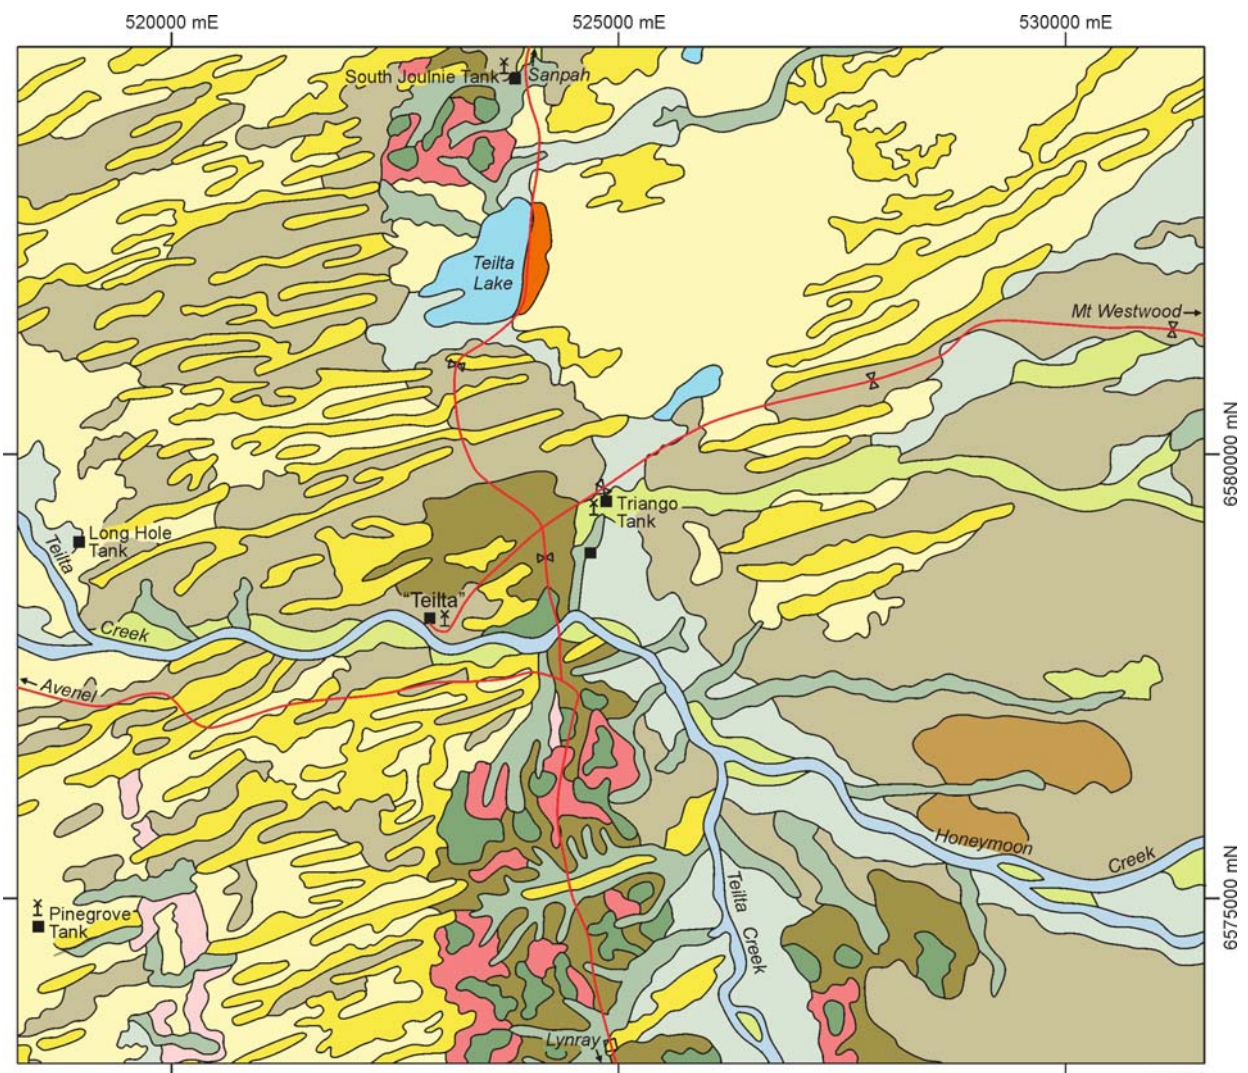 520000 mE
525000 mE
530000 mE
South Joulnie Tank
Sanpah
Teilta
Lake
Mt Westwood
6580000 mN
Triango
Tank
Long Hole
Tank
Teilta
"Teilta"
Creek
Avenel
Honeymoon
Creek
Teilta Creek
6575000 mN
Pinegrove
Tank
Lynray